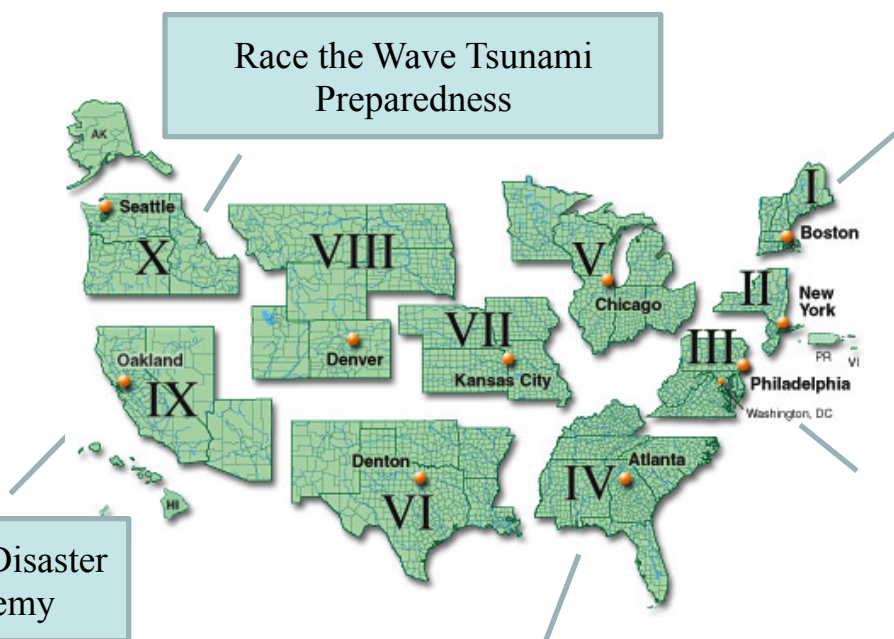 Race the Wave Tsunami
Preparedness
AK
Seattle
X
VIII
V
I
Boston
Chicago
II
New
York
VII
III
PR
VI
Denver
Kansas City
Philadelphia
Washington, DC
Oakland
IX
Denton
VI
IV
Atlanta
HI
Disaster
emy